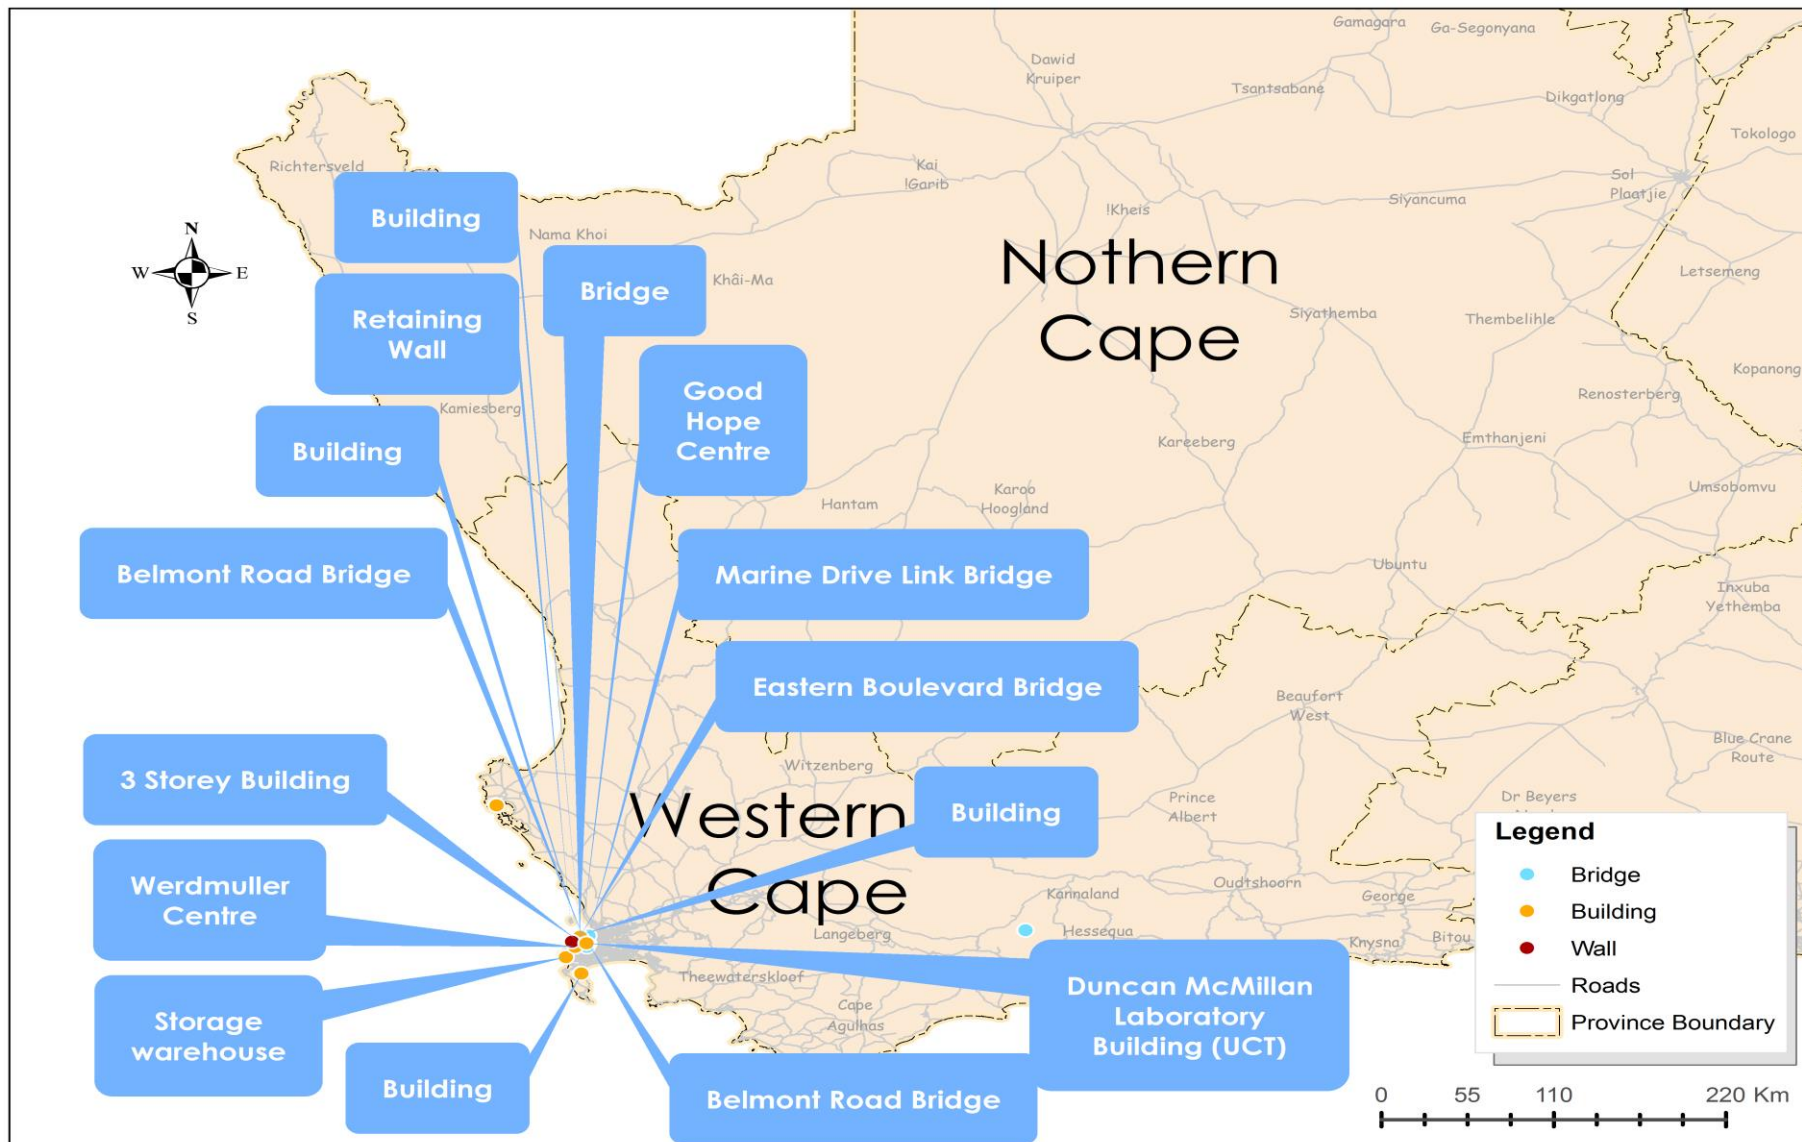 Gamagara
Ga-Segonyana
Dawid
Kruiper
Tsantsabane
Dikgatlong
Tokologo
Richtersveld
Kai
!Garib
Sol
Plaatjie
Siyancuma
!Kheis
Building
Nama Khoi
N
W
E
S
Khâi-Ma
Bridge
Nothern
Cape
Letsemeng
Retaining
Wall
Siyathemba
Thembelihle
Kopanong
Renosterberg
Good
Hope
Centre
Kamiesberg
Building
Kareeberg
Emthanjeni
Umsobomvu
Hantam
Karoo
Hoogland
Belmont Road Bridge
Marine Drive Link Bridge
Ubuntu
Inxuba
Yethemba
Eastern Boulevard Bridge
Beaufort
West
Blue Crane
Route
3 Storey Building
Witzenberg
Western
Cape
Building
Prince
Albert
Dr Beyers
Legend
Bridge
Building
Wall
Roads
Province Boundary
Werdmuller
Centre
Kannaland
Oudtshoorn
George
Langeberg
Hessequa
Knysna
Bitou
Theewaterskloof
Cape
Agulhas
Storage
warehouse
Duncan McMillan
Laboratory
Building (UCT)
Building
Belmont Road Bridge
0 55 110 220 Km